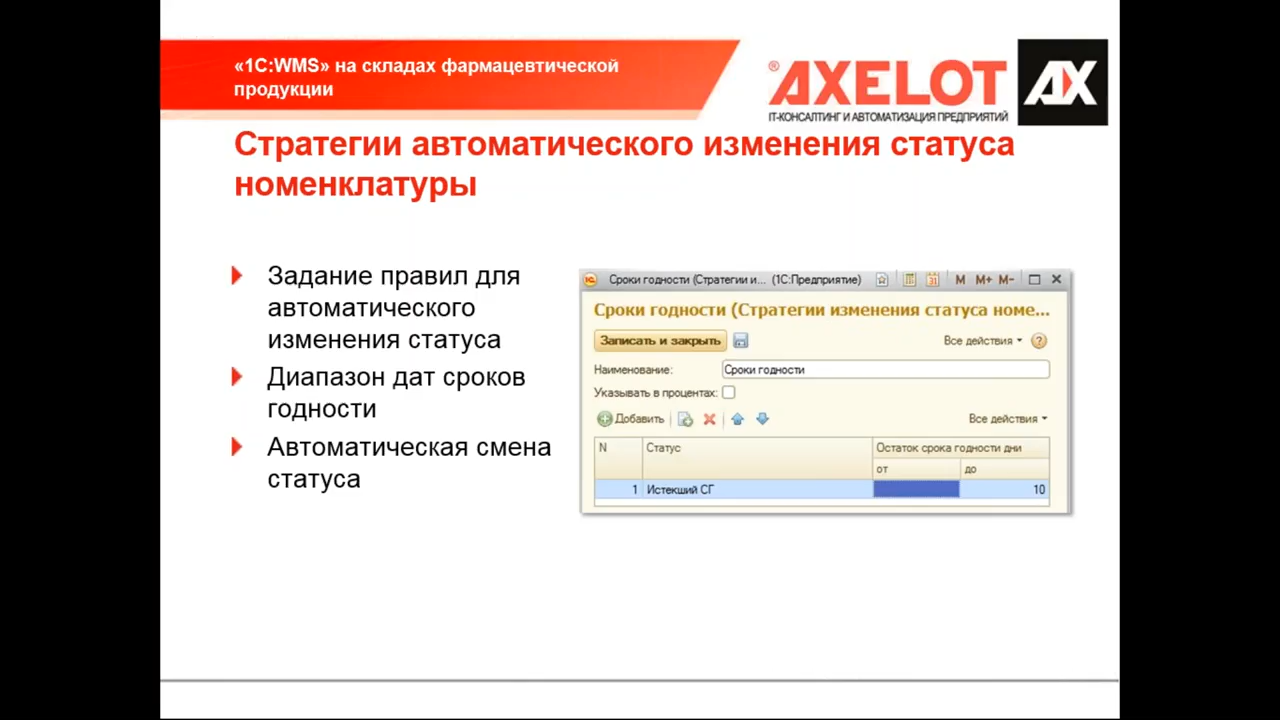 «1С:WMS» на складах фармацевтической
продукции
® AXELOT AX
IT-КОНСАЛТИНГ И АВТОМАТИЗАЦИЯ ПРЕДПРИЯТИЙ
Стратегии автоматического изменения статуса
номенклатуры
Задание правил для
автоматического
изменения статуса
Диапазон дат сроков
годности
Автоматическая смена
статуса
Сроки годности (Стратегии и... (1С:Предприятие) M M+ M-
Сроки годности (Стратегии изменения статуса номе...
Записать и закрыть Все действия
Наименование: Сроки годности
Указывать в процентах:
Добавить Все действия
N Статус Остаток срока годности дни
от до
1 Истекший СГ 10